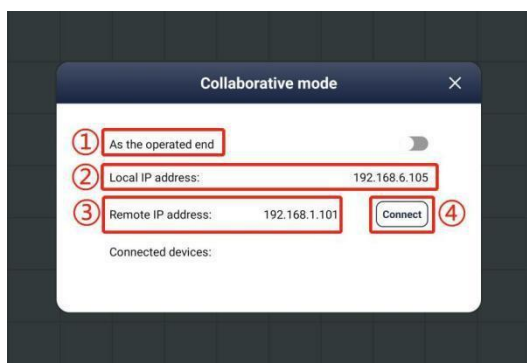 Collaborative mode
① As the operated end
② Local IP address: 192.168.6.105
③ Remote IP address: 192.168.1.101 Connect ④
Connected devices: